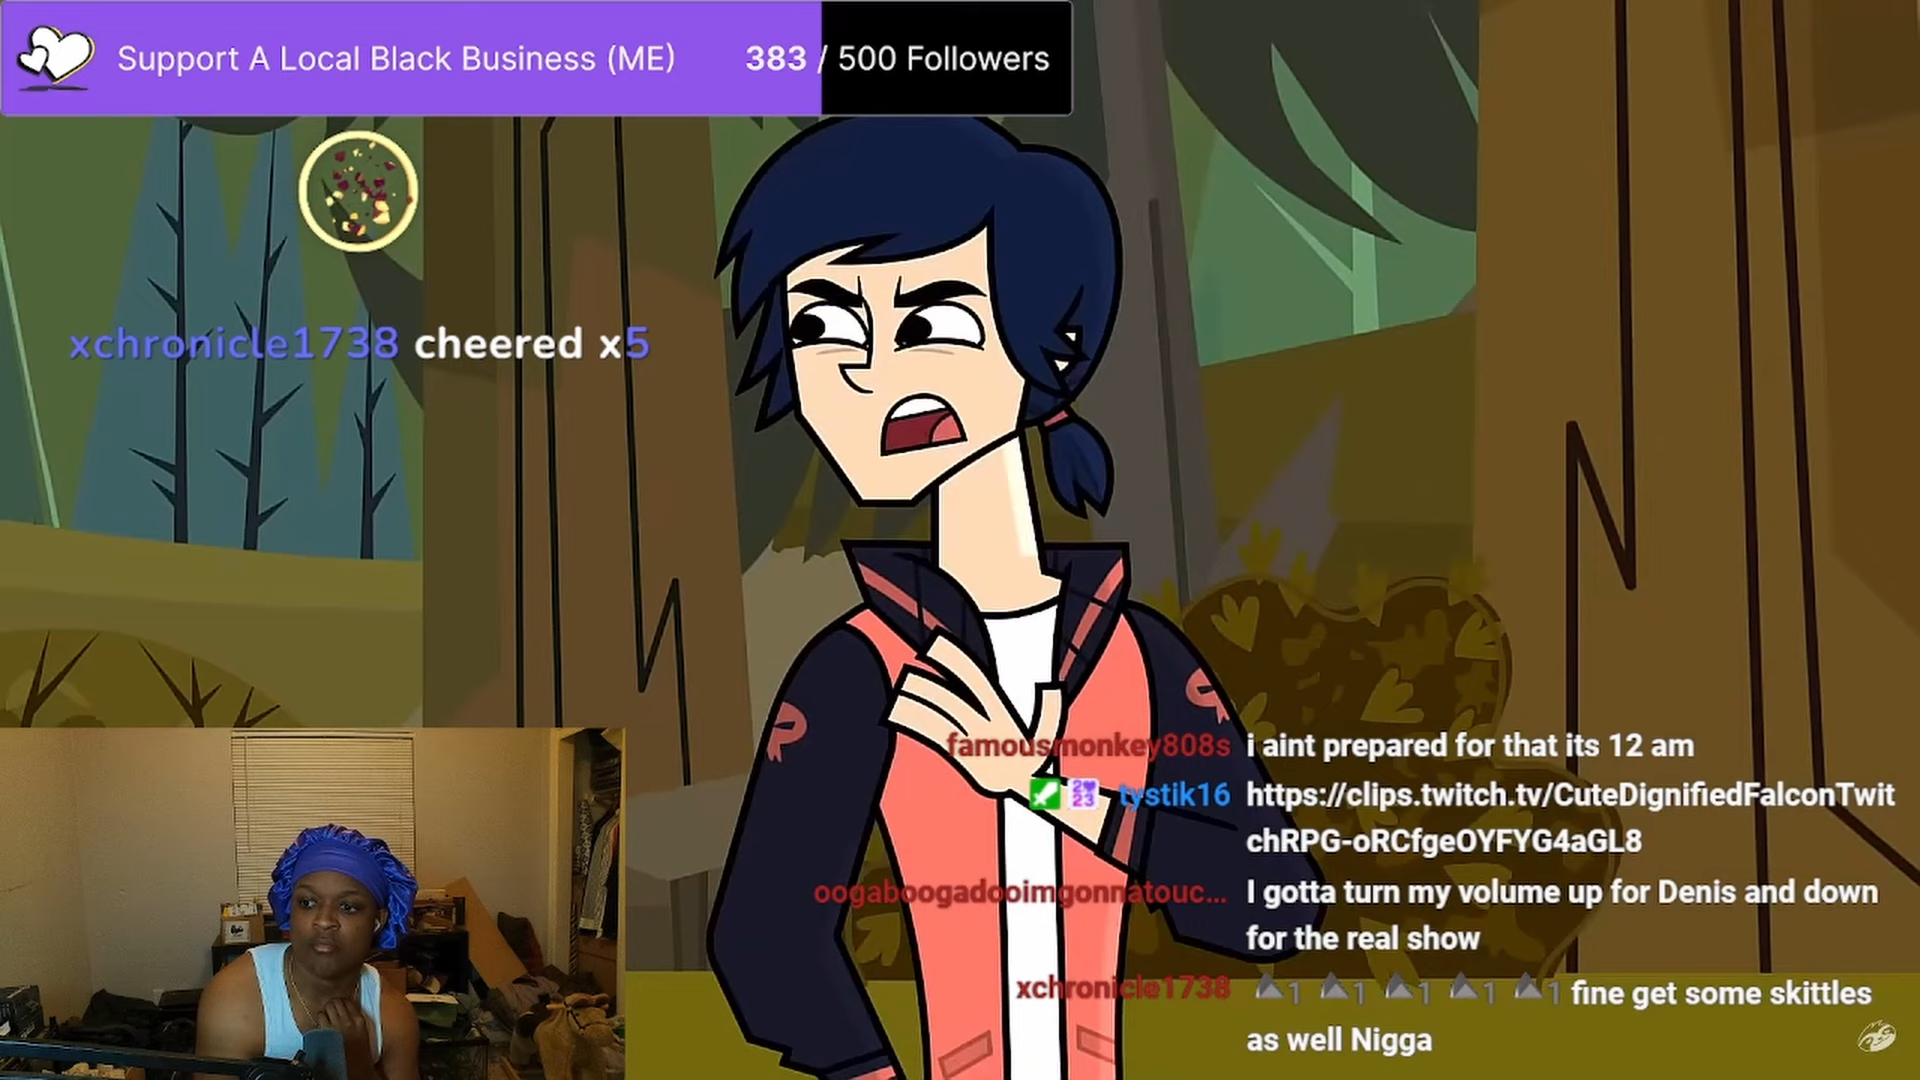 Support A Local Black Business (ME) 383 / 500 Followers
xchronicle1738 cheered x5
famousmonkey808s i aint prepared for that its 12 am
tystik16 https://clips.twitch.tv/CuteDignifiedFalconTwit
chRPG-oRCfgeOYFYG4aGL8
oogaboogadooimgonnatouc... I gotta turn my volume up for Denis and down
for the real show
xchronicle1738 1 1 1 1 1 fine get some skittles
as well Nigga